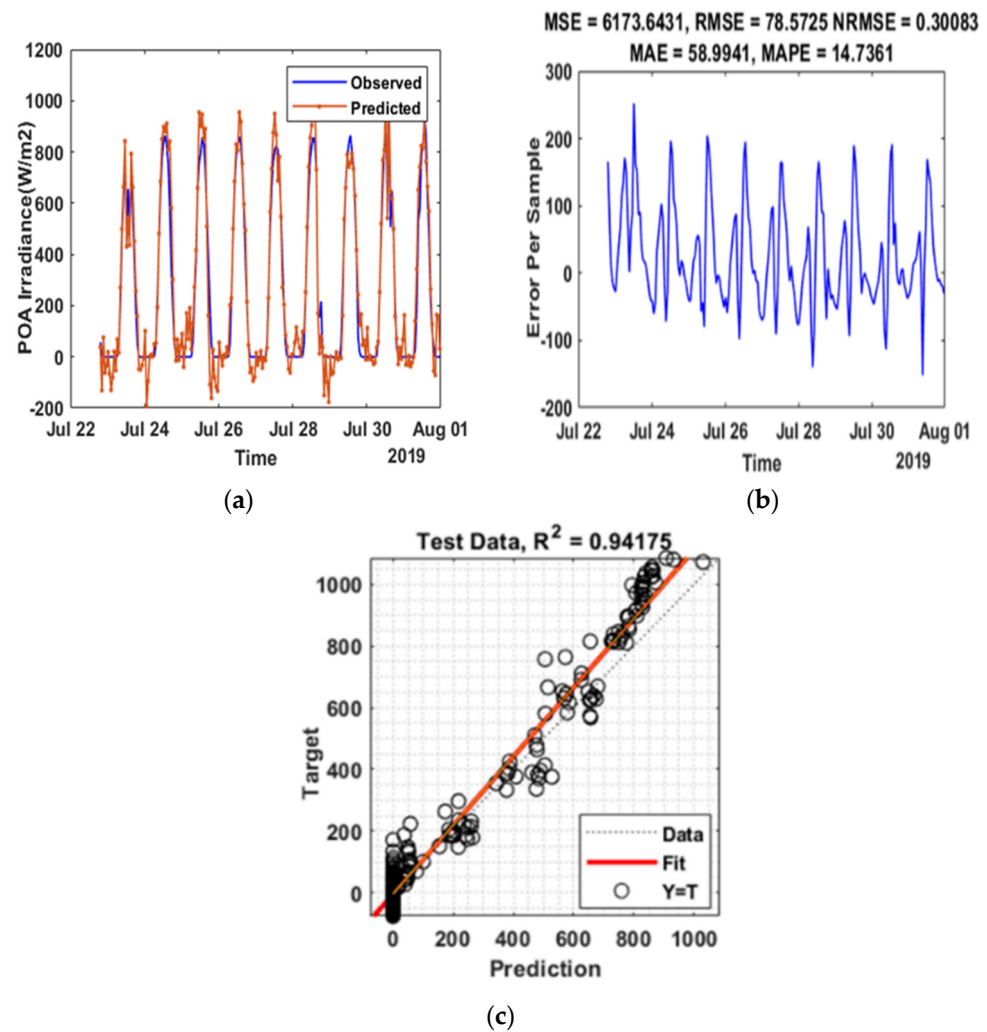 1200
1000
800
600
400
200
0
-200
POA Irradiance(W/m2)
Observed
Predicted
Jul 22 Jul 24 Jul 26 Jul 28 Jul 30 Aug 01
Time 2019
(a)
MSE = 6173.6431, RMSE = 78.5725 NRMSE = 0.30083
MAE = 58.9941, MAPE = 14.7361
300
200
100
0
-100
-200
Error Per Sample
Jul 22 Jul 24 Jul 26 Jul 28 Jul 30 Aug 01
Time 2019
(b)
Test Data, R² = 0.94175
1000
800
600
400
200
0
Target
Data
Fit
Y=T
0 200 400 600 800 1000
Prediction
(c)